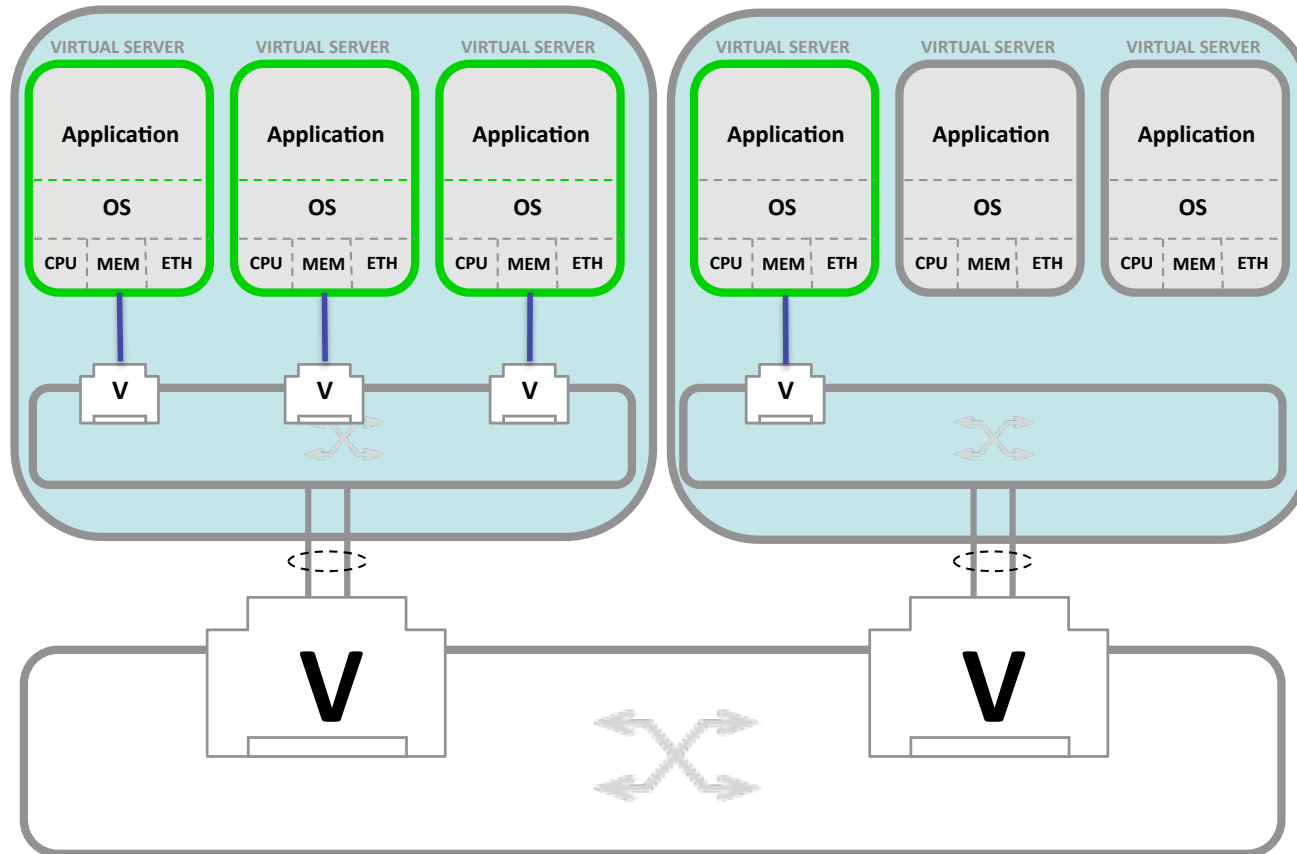 VIRTUAL SERVER VIRTUAL SERVER VIRTUAL SERVER VIRTUAL SERVER VIRTUAL SERVER VIRTUAL SERVER
Application Application Application Application Application Application
OS OS OS OS OS OS
CPU MEM ETH CPU MEM ETH CPU MEM ETH CPU MEM ETH CPU MEM ETH CPU MEM ETH
V V V V
V V